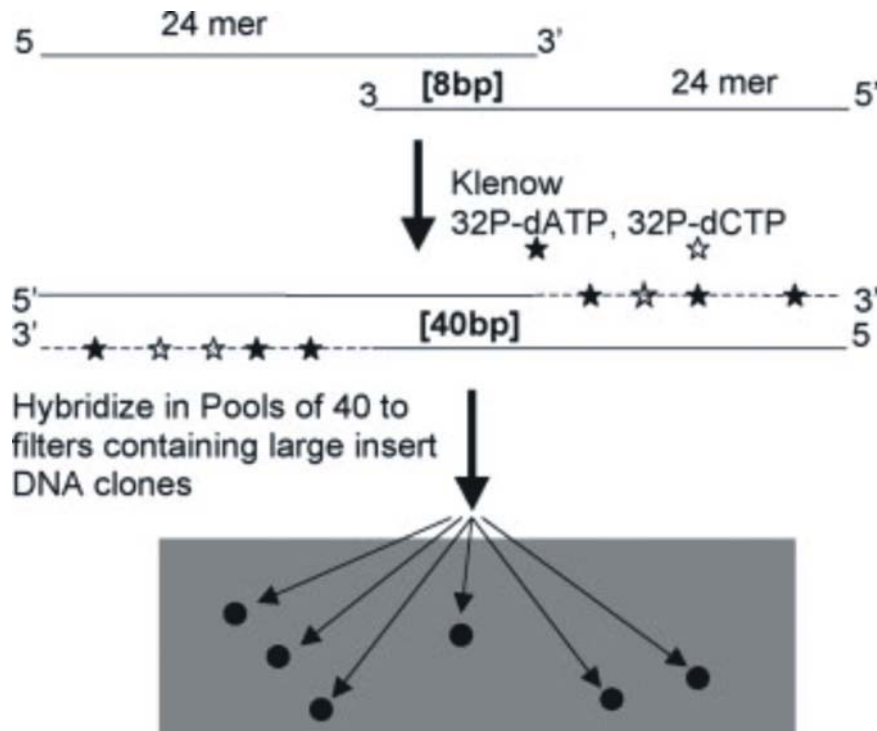 5 24 mer 3'
3 [8bp] 24 mer 5'
Klenow
32P-dATP, 32P-dCTP
5' 3'
3' [40bp] 5
Hybridize in Pools of 40 to
filters containing large insert
DNA clones